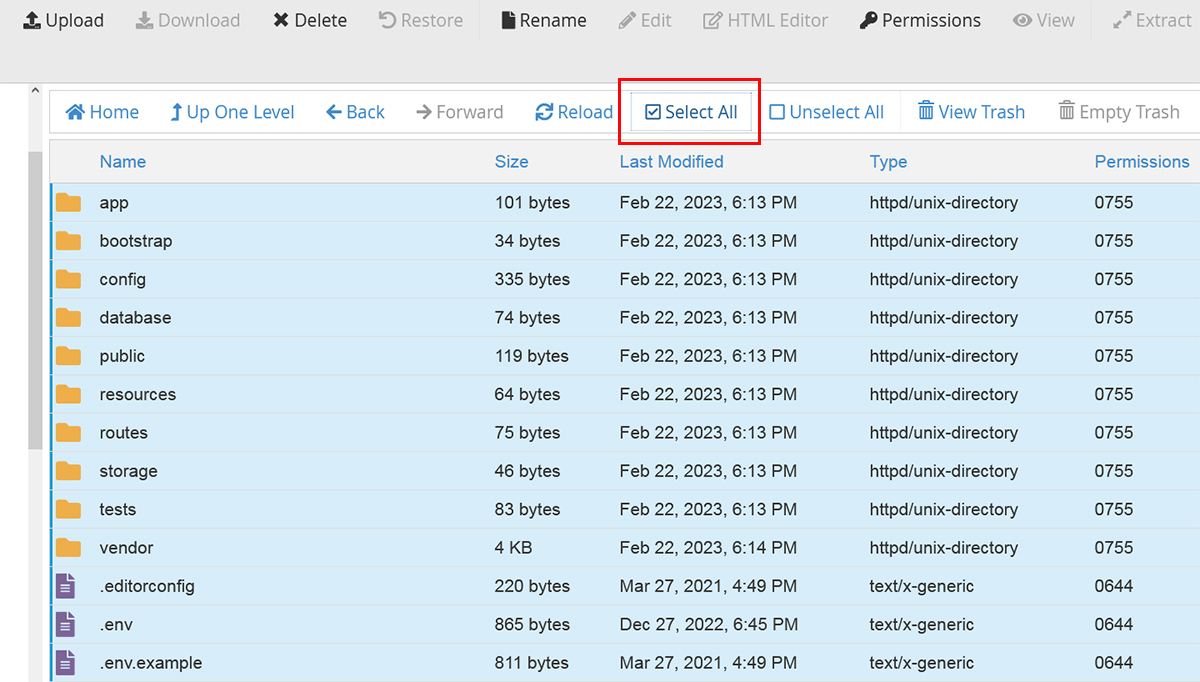 Upload Download Delete Restore Rename Edit HTML Editor Permissions View Extract
Home Up One Level Back Forward Reload Select All Unselect All View Trash Empty Trash
Name Size Last Modified Type Permissions
app 101 bytes Feb 22, 2023, 6:13 PM httpd/unix-directory 0755
bootstrap 34 bytes Feb 22, 2023, 6:13 PM httpd/unix-directory 0755
config 335 bytes Feb 22, 2023, 6:13 PM httpd/unix-directory 0755
database 74 bytes Feb 22, 2023, 6:13 PM httpd/unix-directory 0755
public 119 bytes Feb 22, 2023, 6:13 PM httpd/unix-directory 0755
resources 64 bytes Feb 22, 2023, 6:13 PM httpd/unix-directory 0755
routes 75 bytes Feb 22, 2023, 6:13 PM httpd/unix-directory 0755
storage 46 bytes Feb 22, 2023, 6:13 PM httpd/unix-directory 0755
tests 83 bytes Feb 22, 2023, 6:13 PM httpd/unix-directory 0755
vendor 4 KB Feb 22, 2023, 6:14 PM httpd/unix-directory 0755
.editorconfig 220 bytes Mar 27, 2021, 4:49 PM text/x-generic 0644
.env 865 bytes Dec 27, 2022, 6:45 PM text/x-generic 0644
.env.example 811 bytes Mar 27, 2021, 4:49 PM text/x-generic 0644